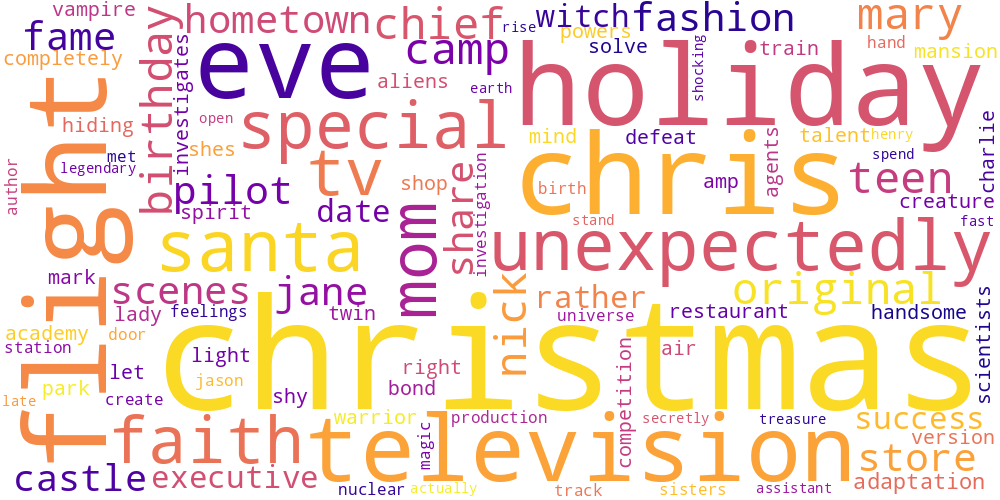 vampire
hometown
chief
rise
witch
fashion
mary
fame
powers
solve
train
hand
mansion
completely
birthday
investigates
eve
camp
aliens
earth
shocking
holiday
flight
hiding
open
special
mind
defeat
agents
talent
henry
charlie
legendary
met
shes
tv
share
investigation
chris
spend
author
pilot
shop
birth
amp
teen
creature
spirit
date
mom
stand
fast
santa
unexpectedly
mark
scenes
jane
nick
rather
original
lady
feelings
twin
universe
restaurant
handsome
scientists
academy
door
station
light
christmas
air
let
right
competition
park
jason
bond
late
create
shy
faith
warrior
production
secretly
treasure
success
television
magic
version
castle
executive
store
nuclear
actually
track
sisters
assistant
adaptation